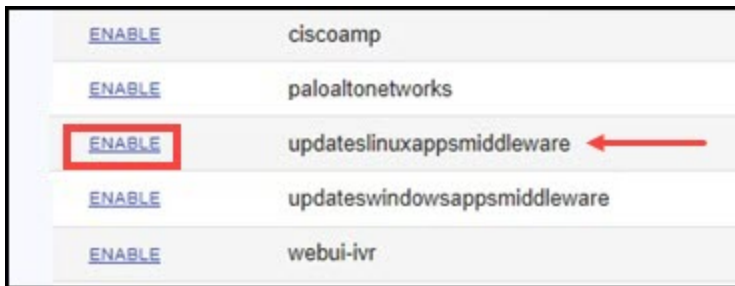 ENABLE ciscoamp
ENABLE paloaltonetworks
ENABLE updateslinuxappsmiddleware
ENABLE updateswindowsappsmiddleware
ENABLE webui-ivr